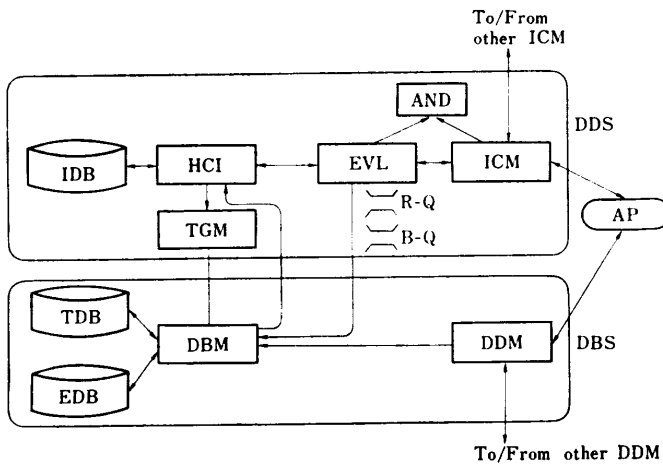 To/From
other ICM
AND
DDS
IDB
HCI
EVL
ICM
R-Q
TGM
B-Q
AP
TDB
DBM
DDM
DBS
EDB
To/From other DDM